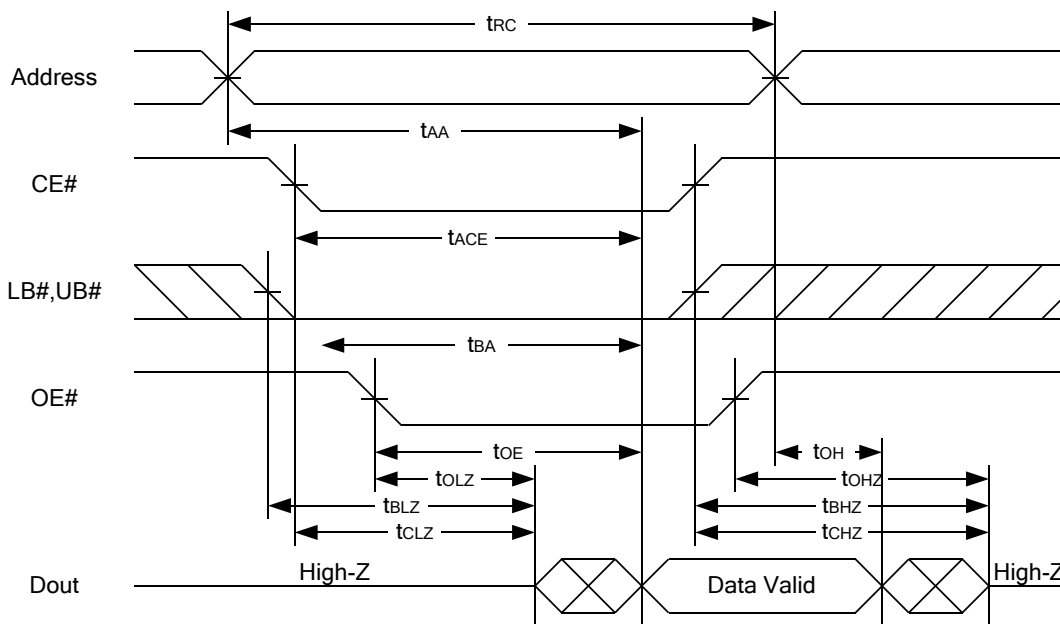 tRC
Address
tAA
CE#
tACE
LB#,UB#
tBA
OE#
tOE
tOH
tOLZ
tOHZ
tBLZ
tBHZ
tCLZ
tCHZ
High-Z
Dout
Data Valid
High-Z